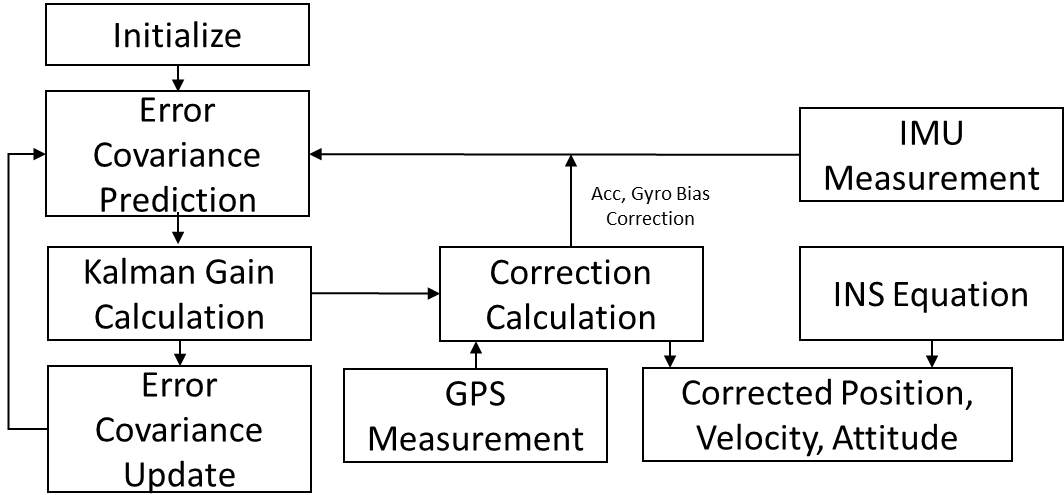 Initialize
Error
Covariance
Prediction
IMU
Measurement
Acc, Gyro Bias
Correction
Kalman Gain
Calculation
Correction
Calculation
INS Equation
Error
Covariance
Update
GPS
Measurement
Corrected Position,
Velocity, Attitude